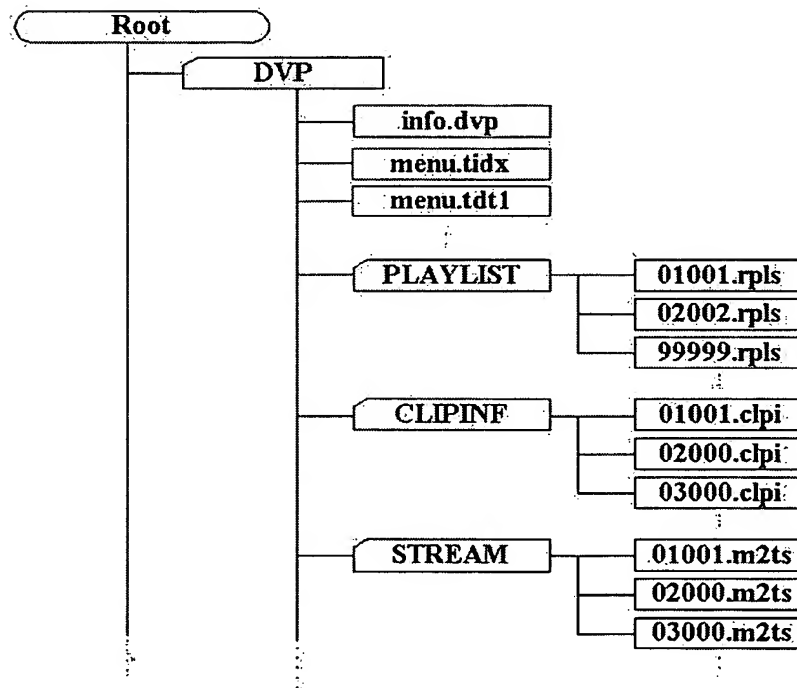 Root
DVP
info.dvp
menu.tidx
menu.tdt1
PLAYLIST
01001.rpls
02002.rpls
99999.rpls
CLIPINF
01001.clpi
02000.clpi
03000.clpi
STREAM
01001.m2ts
02000.m2ts
03000.m2ts